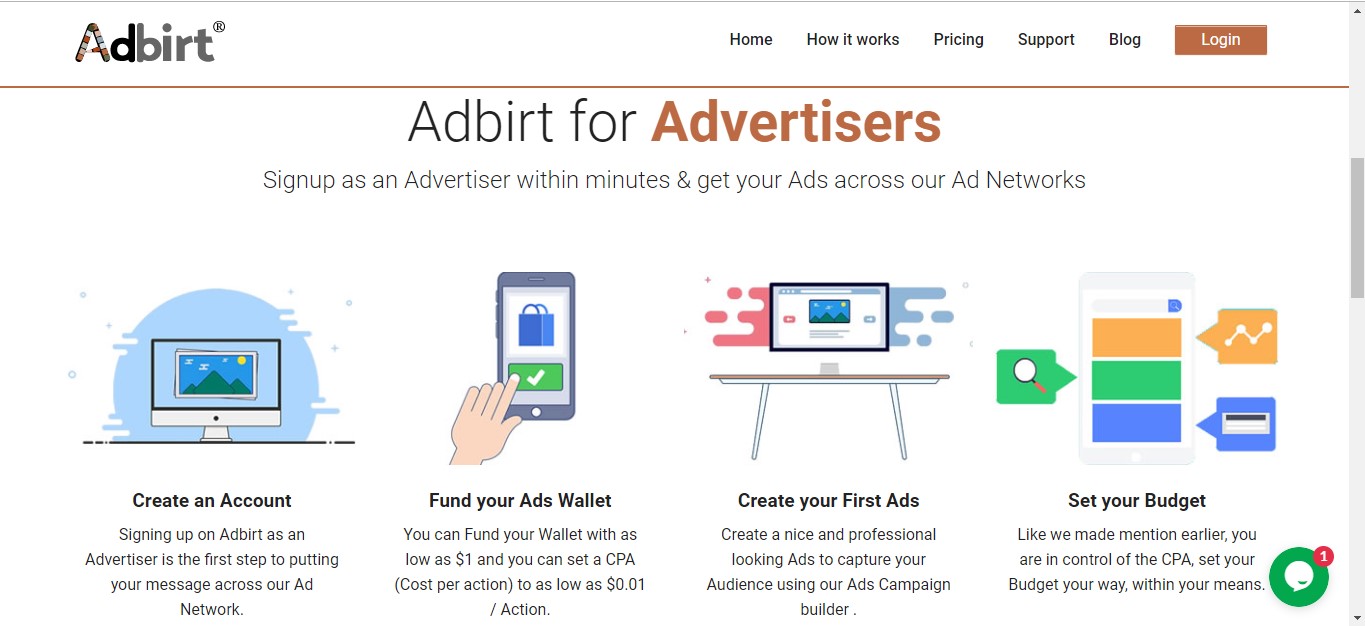 Adbirt®
Home
How it works
Pricing
Support
Blog
Login
Adbirt for Advertisers
Signup as an Advertiser within minutes & get your Ads across our Ad Networks
Create an Account
Signing up on Adbirt as an
Advertiser is the first step to putting
your message across our Ad
Network.
Fund your Ads Wallet
You can Fund your Wallet with as
low as $1 and you can set a CPA
(Cost per action) to as low as $0.01
/ Action.
Create your First Ads
Create a nice and professional
looking Ads to capture your
Audience using our Ads Campaign
builder .
Set your Budget
Like we made mention earlier, you
are in control of the CPA, set your
Budget your way, within your means.
1